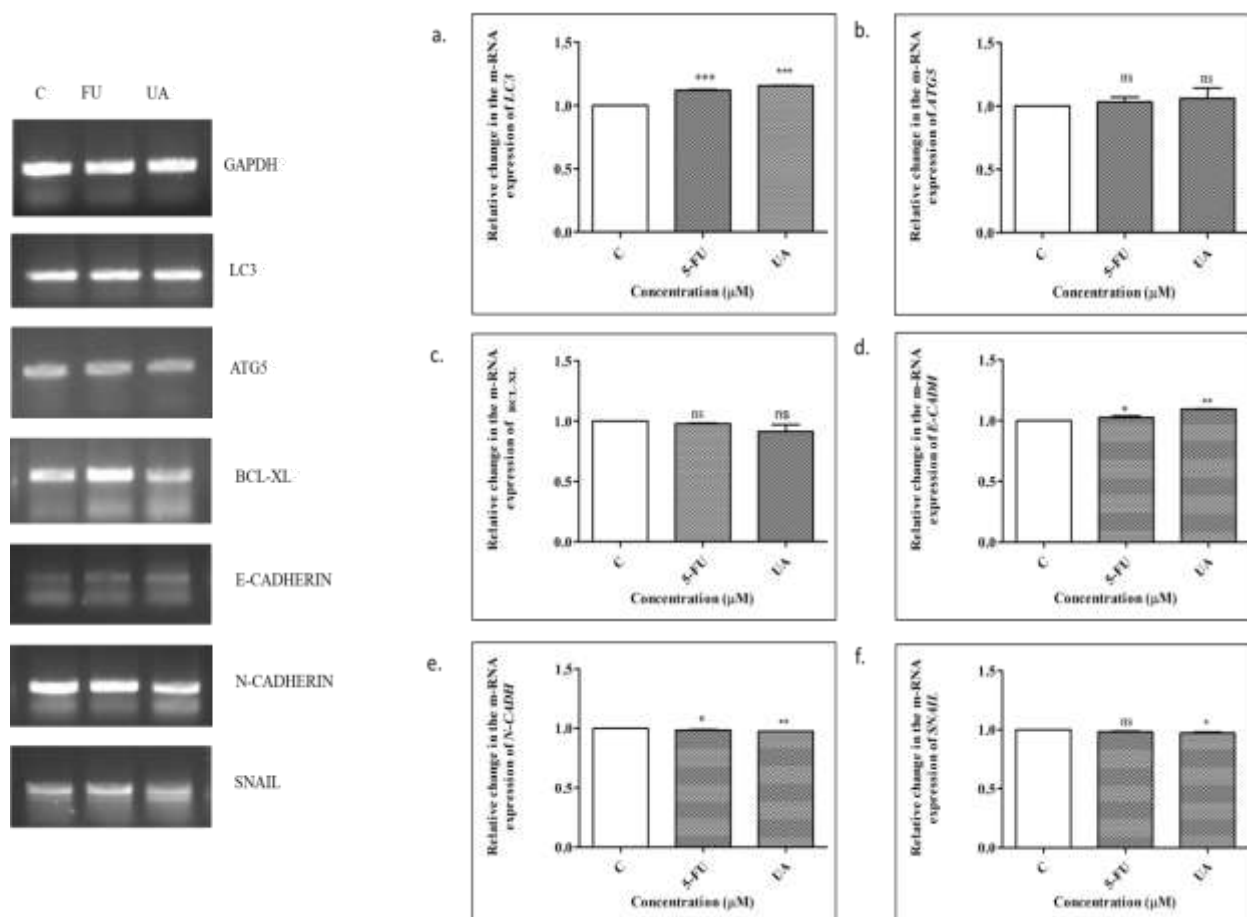 C FU UA
GAPDH
LC3
ATG5
BCL-XL
E-CADHERIN
N-CADHERIN
SNAIL
a.
Relative change in the m-RNA
expression of LC3
1.5
1.0
0.5
0.0
***
***
C
5-FU
UA
Concentration (μM)
b.
Relative change in the m-RNA
expression of ATG5
1.5
1.0
0.5
0.0
ns
ns
C
5-FU
UA
Concentration (μM)
c.
Relative change in the m-RNA
expression of BCL-XL
1.5
1.0
0.5
0.0
ns
ns
C
5-FU
UA
Concentration (μM)
d.
Relative change in the m-RNA
expression of E-CADH
1.5
1.0
0.5
0.0
*
**
C
5-FU
UA
Concentration (μM)
e.
Relative change in the m-RNA
expression of N-CADH
1.5
1.0
0.5
0.0
*
**
C
5-FU
UA
Concentration (μM)
f.
Relative change in the m-RNA
expression of SNAIL
1.5
1.0
0.5
0.0
ns
*
C
5-FU
UA
Concentration (μM)